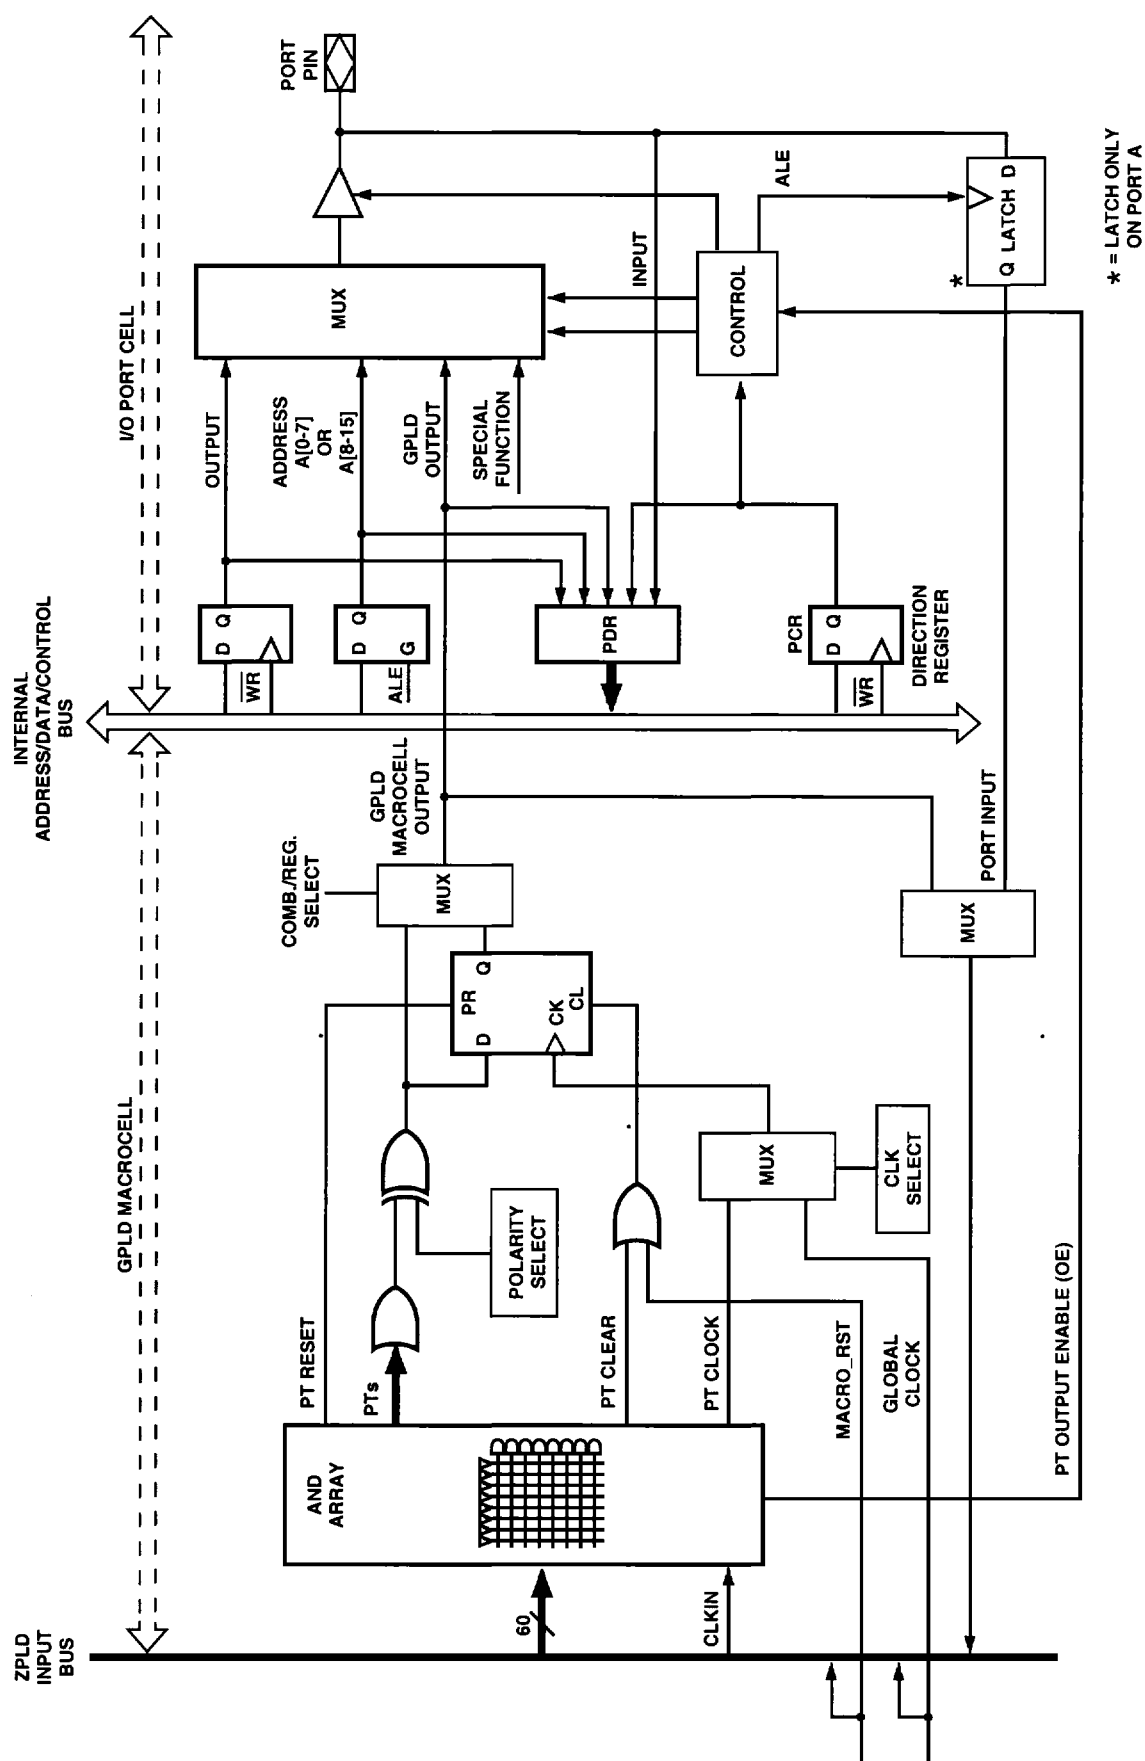 ZPLD
INPUT
BUS
GPLD MACROCELL
INTERNAL
ADDRESS/DATA/CONTROL
BUS
I/O PORT CELL
60
CLKIN
AND
ARRAY
PT RESET
PTs
PT CLEAR
PT CLOCK
MACRO_RST
GLOBAL
CLOCK
PT OUTPUT ENABLE (OE)
POLARITY
SELECT
MUX
CLK
SELECT
PR
D
Q
CK
CL
COMB./REG.
SELECT
MUX
GPLD
MACROCELL
OUTPUT
MUX
PORT INPUT
D Q
WR
D Q
ALE
G
PDR
PCR
D Q
WR
DIRECTION
REGISTER
OUTPUT
ADDRESS
A[0-7]
OR
A[8-15]
GPLD
OUTPUT
SPECIAL
FUNCTION
MUX
INPUT
CONTROL
ALE
PORT
PIN
*
Q LATCH D
* = LATCH ONLY
ON PORT A